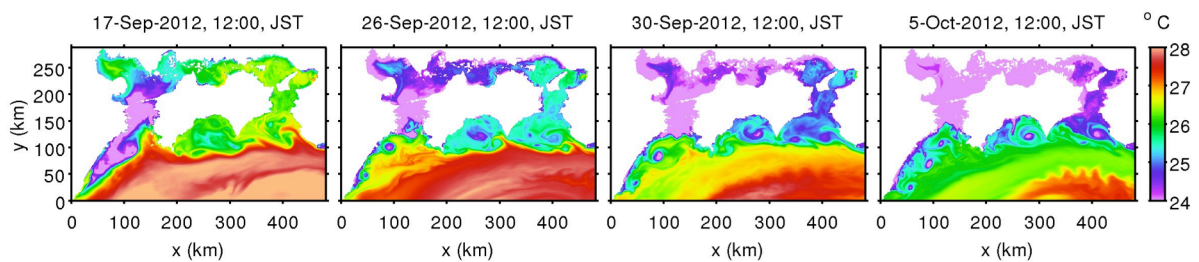 17-Sep-2012, 12:00, JST
26-Sep-2012, 12:00, JST
30-Sep-2012, 12:00, JST
5-Oct-2012, 12:00, JST
° C
y (km)
250
200
150
100
50
0
0 100 200 300 400
0 100 200 300 400
0 100 200 300 400
0 100 200 300 400
x (km)
x (km)
x (km)
x (km)
28
27
26
25
24